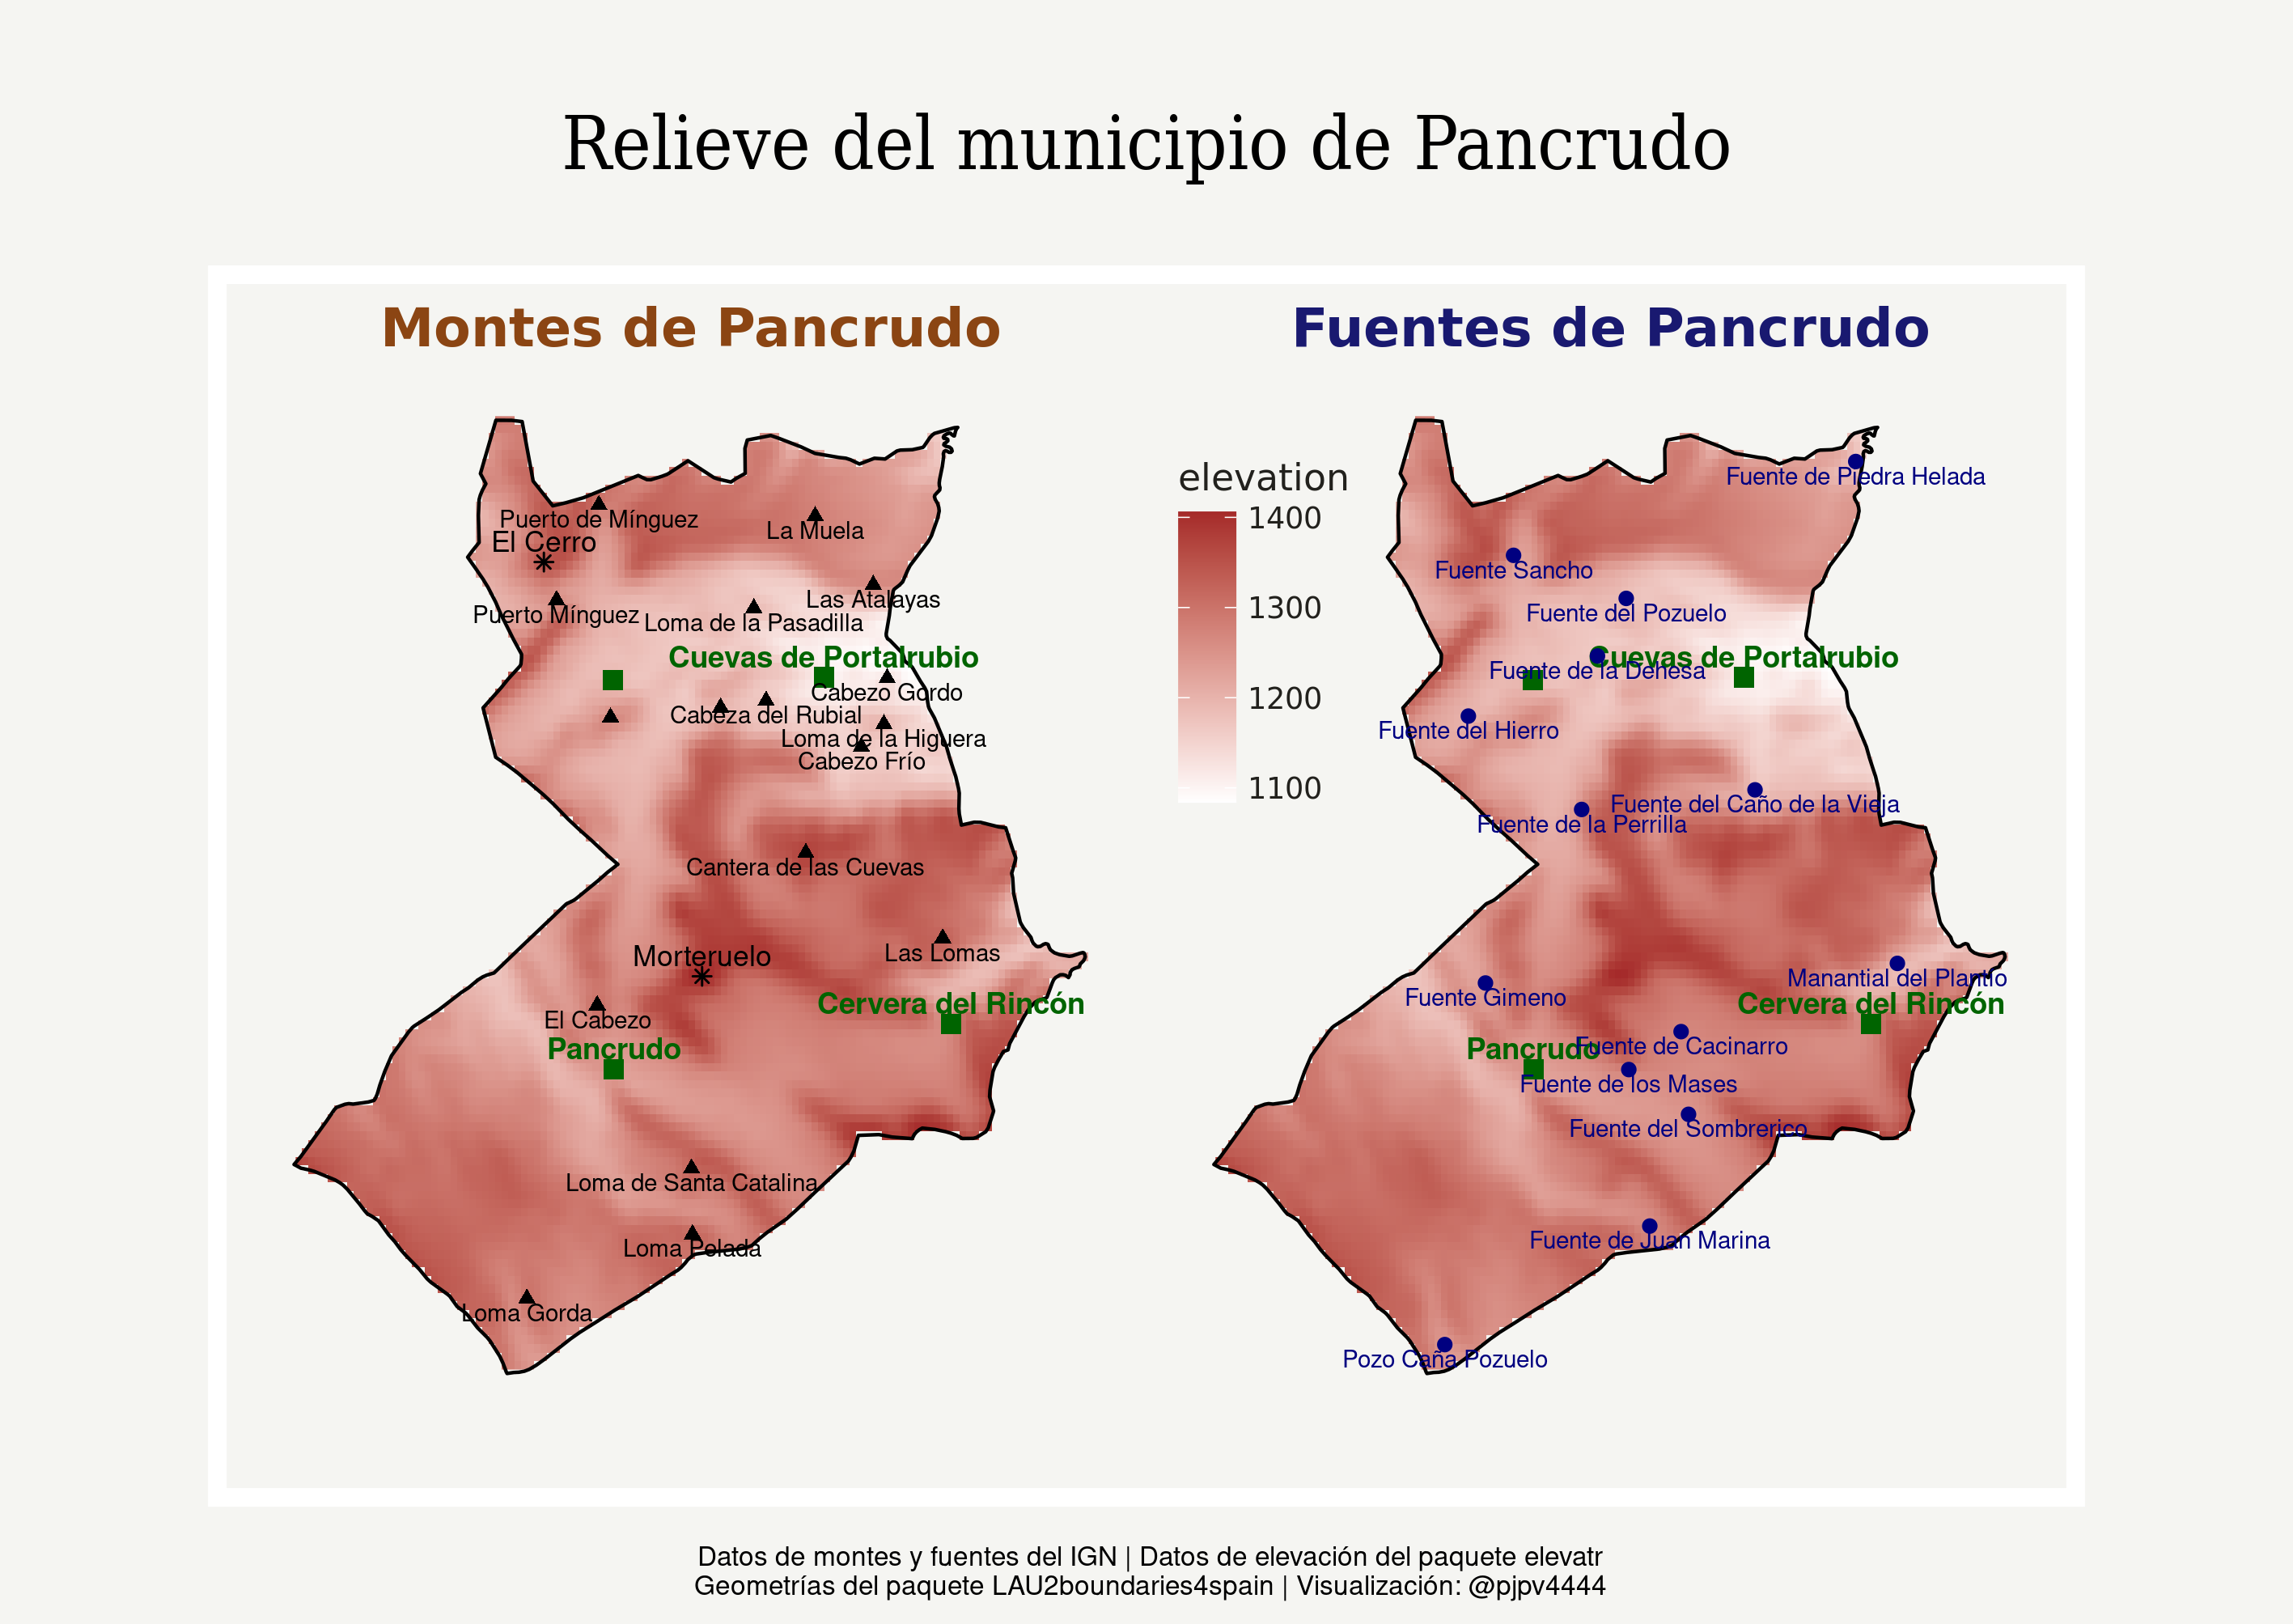 Relieve del municipio de Pancrudo
Montes de Pancrudo
Puerto de Mínguez
El Cerro
La Muela
Puerto Mínguez
Las Atalayas
Loma de la Pasadilla
Cuevas de Portalrubio
Cabezo Gordo
Cabeza del Rubial
Loma de la Higuera
Cabezo Frío
Cantera de las Cuevas
Morteruelo
Las Lomas
Cervera del Rincón
El Cabezo
Pancrudo
Loma de Santa Catalina
Loma Pelada
Loma Gorda
elevation
1400
1300
1200
1100
Fuentes de Pancrudo
Fuente de Piedra Helada
Fuente Sancho
Fuente del Pozuelo
Cuevas de Portalrubio
Fuente de la Dehesa
Fuente del Hierro
Fuente del Caño de la Vieja
Fuente de la Perrilla
Manantial del Plantío
Fuente Gimeno
Cervera del Rincón
Fuente de Cacinarro
Pancrudo
Fuente de los Mases
Fuente del Sombrerico
Fuente de Juan Marina
Pozo Caña Pozuelo
Datos de montes y fuentes del IGN | Datos de elevación del paquete elevatr
Geometrías del paquete LAU2boundaries4spain | Visualización: @pjpv4444